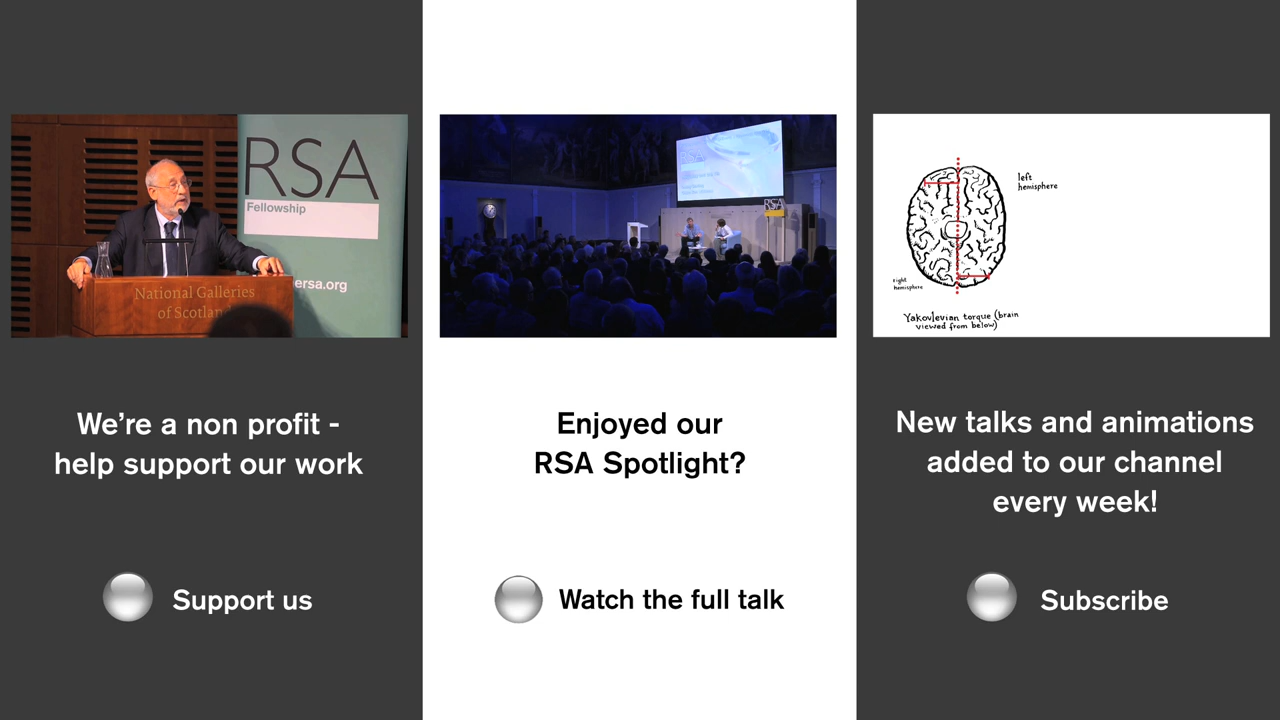 RSA
Fellowship
ersa.org
National Galleries
of Scotland
We're a non profit -
help support our work
Support us
RSA
Enjoyed our
RSA Spotlight?
Watch the full talk
left
hemisphere
right
hemisphere
Yakovlevian torque (brain
viewed from below)
New talks and animations
added to our channel
every week!
Subscribe